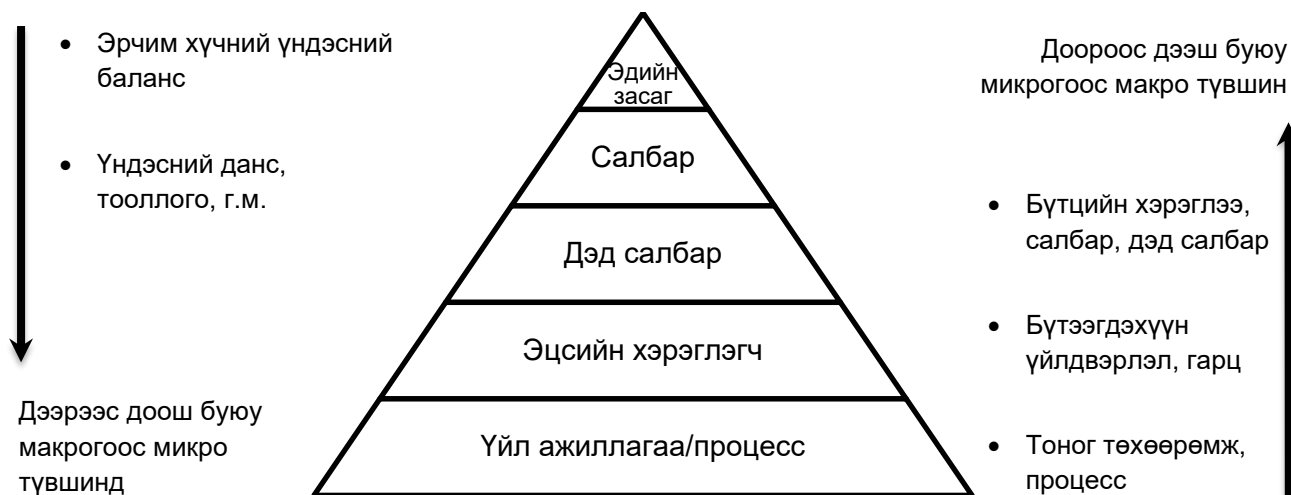 • Эрчим хүчний үндэсний
баланс
• Үндэсний данс,
тооллого, г.м.
Дээрээс доош буюу
макрогоос микро
түвшинд
Эдийн
засаг
Салбар
Дэд салбар
Эцсийн хэрэглэгч
Үйл ажиллагаа/процесс
Доороос дээш буюу
микрогоос макро түвшин
• Бүтцийн хэрэглээ,
салбар, дэд салбар
• Бүтээгдэхүүн
үйлдвэрлэл, гарц
• Тоног төхөөрөмж,
процесс